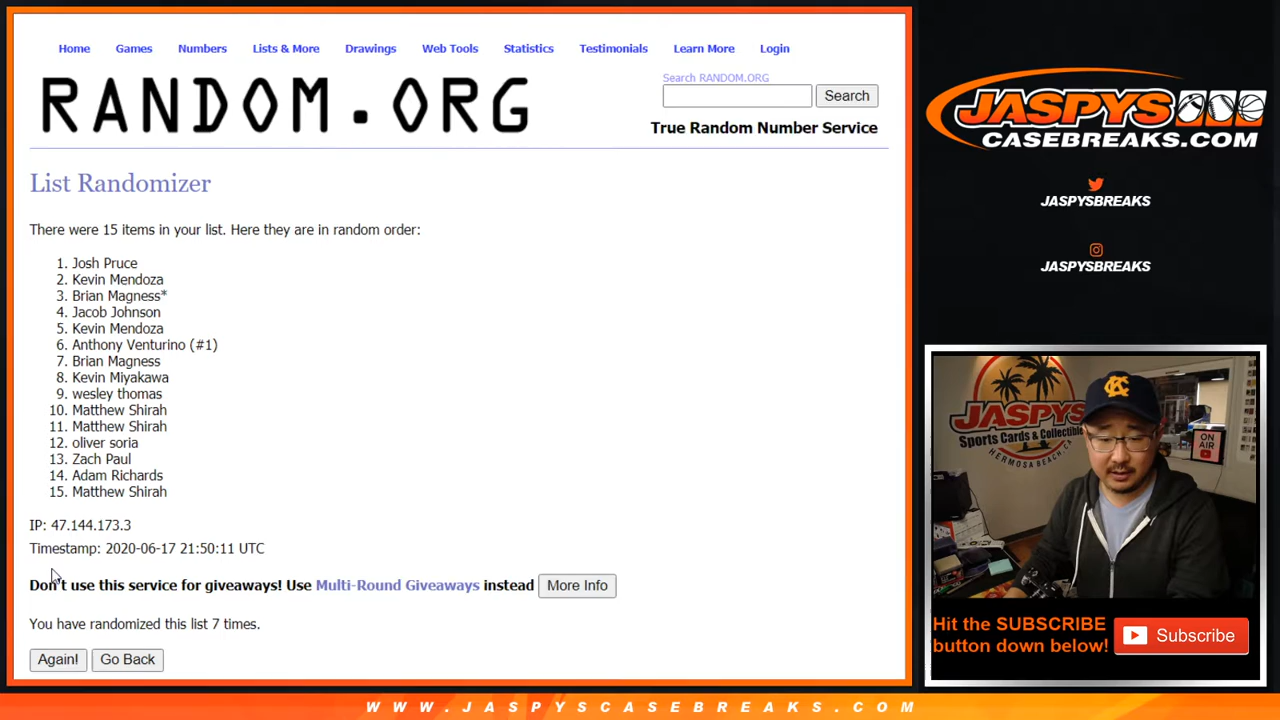 Home Games Numbers Lists & More Drawings Web Tools Statistics Testimonials Learn More Login
RANDOM.ORG
Search RANDOM.ORG
Search
True Random Number Service
List Randomizer
There were 15 items in your list. Here they are in random order:
1. Josh Pruce
2. Kevin Mendoza
3. Brian Magness*
4. Jacob Johnson
5. Kevin Mendoza
6. Anthony Venturino (#1)
7. Brian Magness
8. Kevin Miyakawa
9. wesley thomas
10. Matthew Shirah
11. Matthew Shirah
12. oliver soria
13. Zach Paul
14. Adam Richards
15. Matthew Shirah
IP: 47.144.173.3
Timestamp: 2020-06-17 21:50:11 UTC
Don't use this service for giveaways! Use Multi-Round Giveaways instead More Info
You have randomized this list 7 times.
Again! Go Back
JASPYS
CASEBREAKS.COM
JASPYSBREAKS
JASPYSBREAKS
JASPYS
Sports Cards & Collectibles
HERMOSA BEACH, CA
KC
ON AIR
Hit the SUBSCRIBE
button down below!
Subscribe
WWW.JASPYSCASEBREAKS.COM